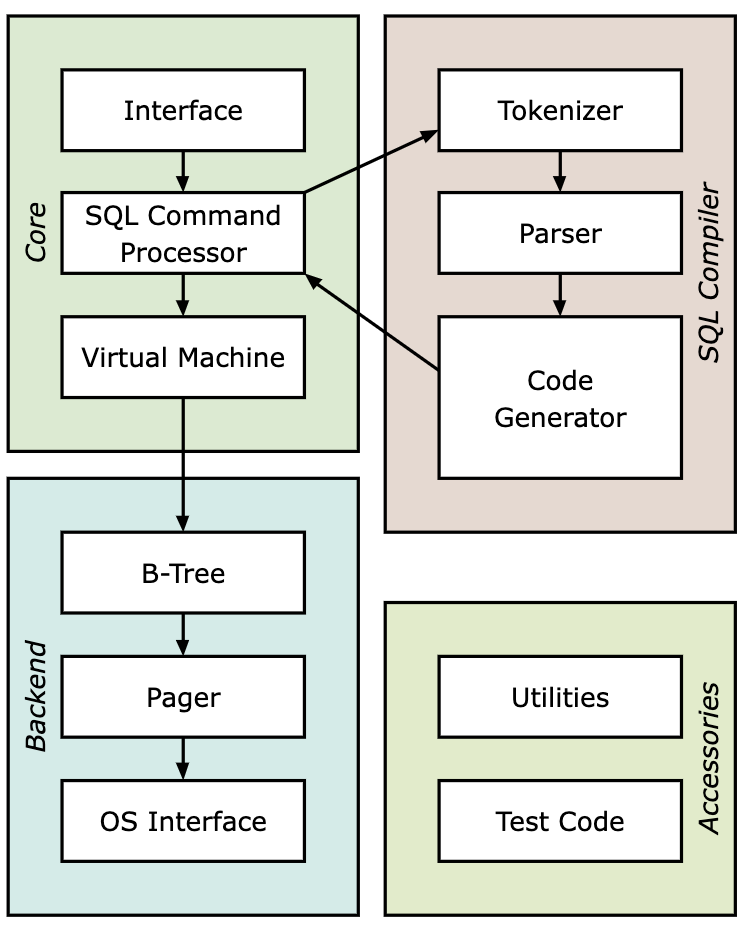 Core
Interface
SQL Command
Processor
Virtual Machine
SQL Compiler
Tokenizer
Parser
Code
Generator
Backend
B-Tree
Pager
OS Interface
Accessories
Utilities
Test Code